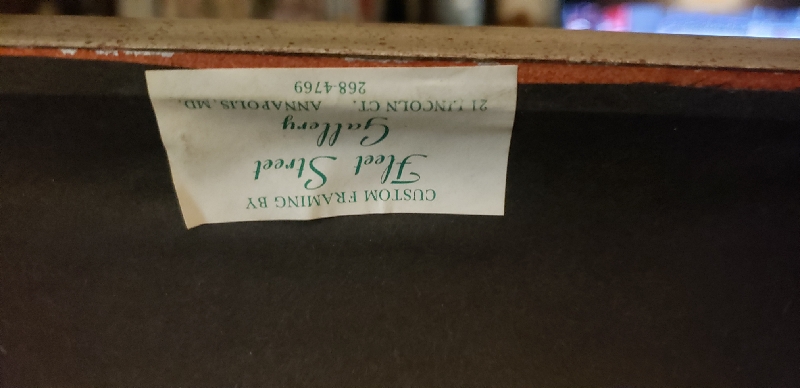 CUSTOM FRAMING BY
Fleet Street
Gallery
21 LINCOLN CT. ANNAPOLIS, MD.
268-4769